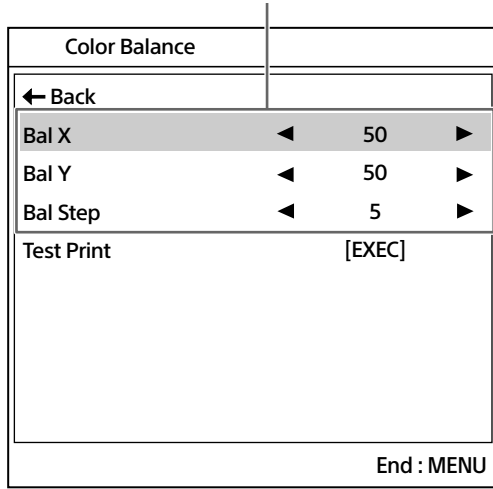 Color Balance
← Back
Bal X ◀ 50 ▶
Bal Y ◀ 50 ▶
Bal Step ◀ 5 ▶
Test Print [EXEC]
End : MENU